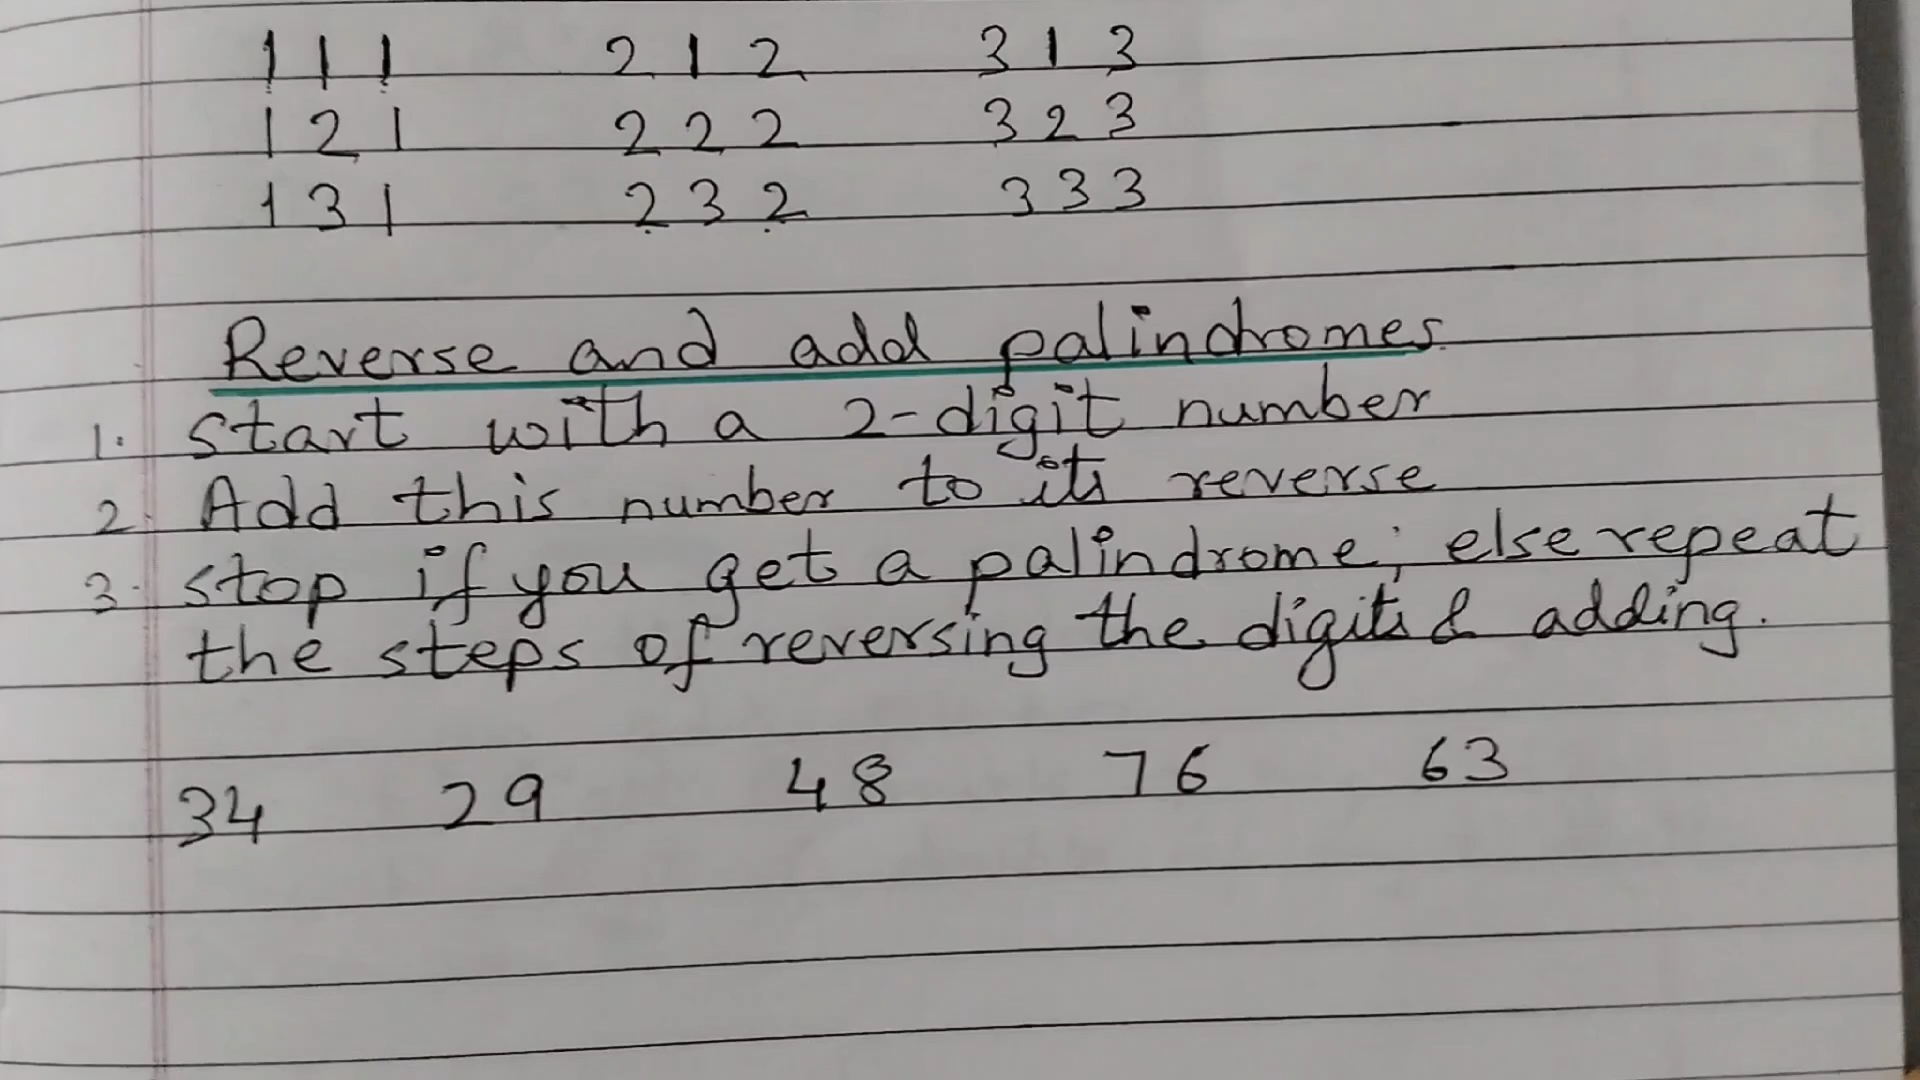 111 212 313
121 222 323
131 232 333
Reverse and add palindromes
1. Start with a 2-digit number
2. Add this number to its reverse
3. stop if you get a palindrome; else repeat
the steps of reversing the digits & adding.
34 29 48 76 63